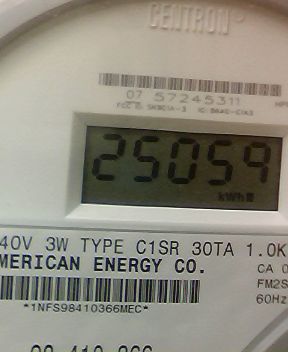 CENTRON
07 57245311
25059
kWh
40V 3W TYPE C1SR 30TA 1.0K
MERICAN ENERGY CO.
CA 0
FM2S
60Hz
*1NFS98410366MEC*